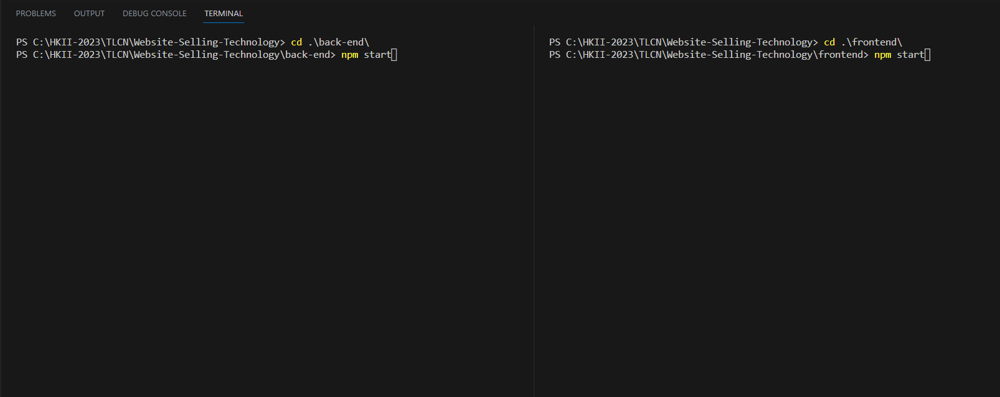 PROBLEMS OUTPUT DEBUG CONSOLE TERMINAL
PS C:\HKII-2023\TLCN\Website-Selling-Technology> cd .\back-end\
PS C:\HKII-2023\TLCN\Website-Selling-Technology\back-end> npm start
PS C:\HKII-2023\TLCN\Website-Selling-Technology> cd .\frontend\
PS C:\HKII-2023\TLCN\Website-Selling-Technology\frontend> npm start